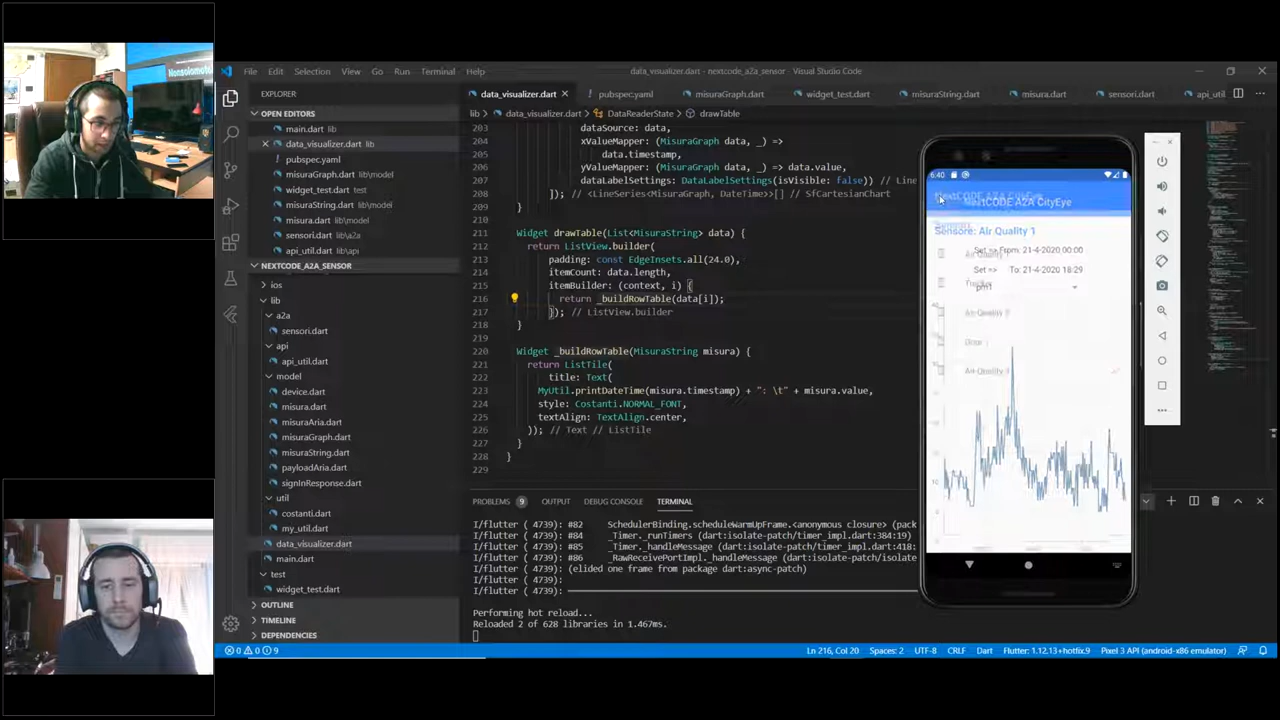 Nonsolomote
File Edit Selection View Go Run Terminal Help
data_visualizer.dart - nextcode_a2a_sensor - Visual Studio Code
EXPLORER
OPEN EDITORS
main.dart lib
data_visualizer.dart lib
pubspec.yaml
misuraGraph.dart lib\model
widget_test.dart test
misuraString.dart lib\model
misura.dart lib\model
sensori.dart lib\a2a
api_util.dart lib\api
NEXTCODE_A2A_SENSOR
ios
lib
a2a
sensori.dart
api
api_util.dart
model
device.dart
misura.dart
misuraAria.dart
misuraGraph.dart
misuraString.dart
payloadAria.dart
signInResponse.dart
util
costanti.dart
my_util.dart
data_visualizer.dart
main.dart
test
widget_test.dart
OUTLINE
TIMELINE
DEPENDENCIES
data_visualizer.dart pubspec.yaml misuraGraph.dart widget_test.dart misuraString.dart misura.dart sensori.dart api_util
lib > data_visualizer.dart > DataReaderState > drawTable
203 dataSource: data,
204 xValueMapper: (MisuraGraph data, _) =>
205 data.timestamp,
206 yValueMapper: (MisuraGraph data, _) => data.value,
207 dataLabelSettings: DataLabelSettings(isVisible: false)) // Line
208 ]); // <LineSeries<MisuraGraph, DateTime>>[] // SfCartesianChart
209 }
210
211 Widget drawTable(List<MisuraString> data) {
212 return ListView.builder(
213 padding: const EdgeInsets.all(24.0),
214 itemCount: data.length,
215 itemBuilder: (context, i) {
216 return _buildRowTable(data[i]);
217 }); // ListView.builder
218 }
219
220 Widget _buildRowTable(MisuraString misura) {
221 return ListTile(
222 title: Text(
223 MyUtil.printDateTime(misura.timestamp) + ": \t" + misura.value,
224 style: Costanti.NORMAL_FONT,
225 textAlign: TextAlign.center,
226 )); // Text // ListTile
227 }
228 }
229
PROBLEMS 9 OUTPUT DEBUG CONSOLE TERMINAL
I/flutter ( 4739): #82 SchedulerBinding.scheduleWarmUpFrame.<anonymous closure> (pack
I/flutter ( 4739): #84 _Timer._runTimers (dart:isolate-patch/timer_impl.dart:384:19)
I/flutter ( 4739): #85 _Timer._handleMessage (dart:isolate-patch/timer_impl.dart:418:
I/flutter ( 4739): #86 _RawReceivePortImpl._handleMessage (dart:isolate-patch/isolate
I/flutter ( 4739): (elided one frame from package dart:async-patch)
I/flutter ( 4739):
I/flutter ( 4739):
Performing hot reload...
Reloaded 2 of 628 libraries in 1.467ms.
6:40
NextCODE A2A CityEye
Sensore: Air Quality 1
Set => From: 21-4-2020 00:00
Set => To: 21-4-2020 18:29
pm1
0 0 9 Ln 216, Col 20 Spaces: 2 UTF-8 CRLF Dart Flutter: 1.12.13+hotfix.9 Pixel 3 API (android-x86 emulator)